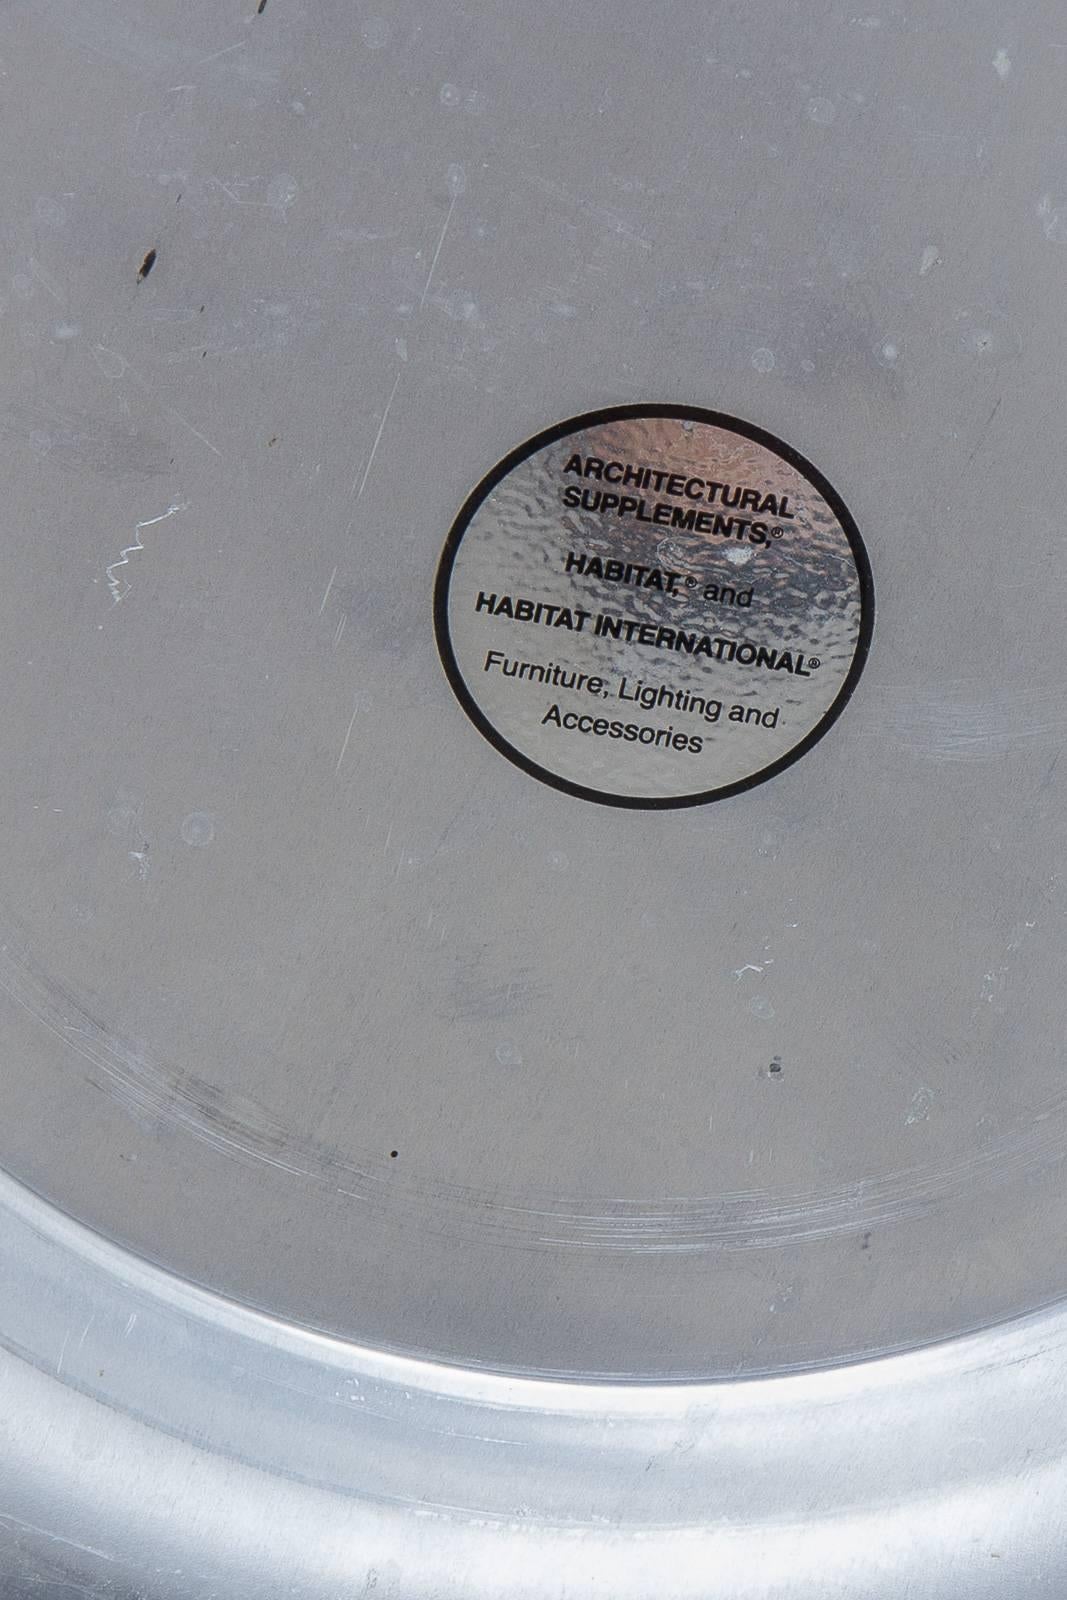 ARCHITECTURAL
SUPPLEMENTS,®
HABITAT,® and
HABITAT INTERNATIONAL®
Furniture, Lighting and
Accessories